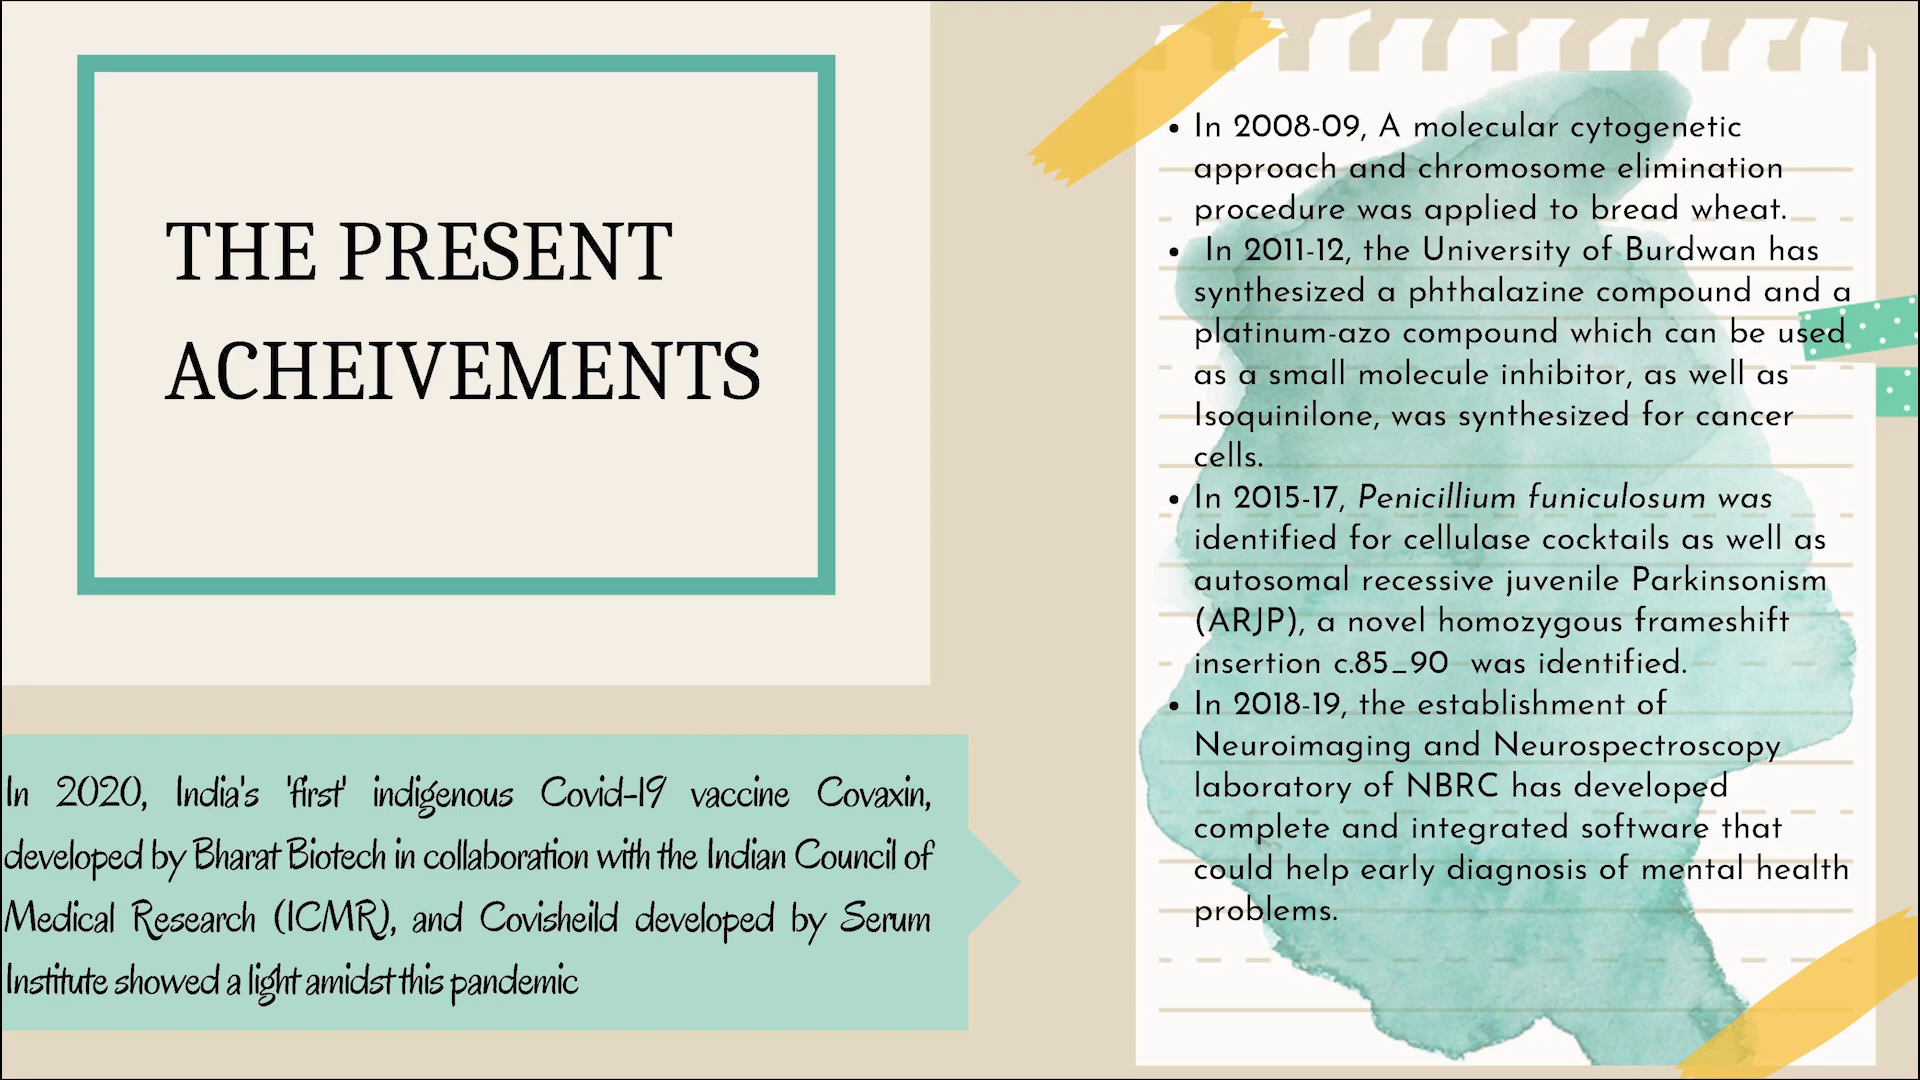 THE PRESENT
ACHEIVEMENTS
In 2020, India's 'first' indigenous Covid-19 vaccine Covaxin,
developed by Bharat Biotech in collaboration with the Indian Council of
Medical Research (ICMR), and Covisheild developed by Serum
Institute showed a light amidst this pandemic
• In 2008-09, A molecular cytogenetic
approach and chromosome elimination
procedure was applied to bread wheat.
• In 2011-12, the University of Burdwan has
synthesized a phthalazine compound and a
platinum-azo compound which can be used
as a small molecule inhibitor, as well as
Isoquinilone, was synthesized for cancer
cells.
• In 2015-17, Penicillium funiculosum was
identified for cellulase cocktails as well as
autosomal recessive juvenile Parkinsonism
(ARJP), a novel homozygous frameshift
insertion c.85_90 was identified.
• In 2018-19, the establishment of
Neuroimaging and Neurospectroscopy
laboratory of NBRC has developed
complete and integrated software that
could help early diagnosis of mental health
problems.